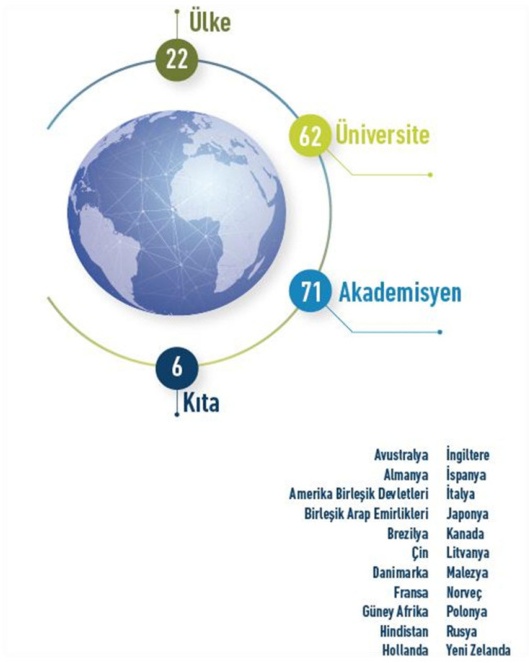 Ülke
22
62 Üniversite
71 Akademisyen
6
Kıta
Avustralya İngiltere
Almanya İspanya
Amerika Birleşik Devletleri İtalya
Birleşik Arap Emirlikleri Japonya
Brezilya Kanada
Çin Litvanya
Danimarka Malezya
Fransa Norveç
Güney Afrika Polonya
Hindistan Rusya
Hollanda Yeni Zelanda